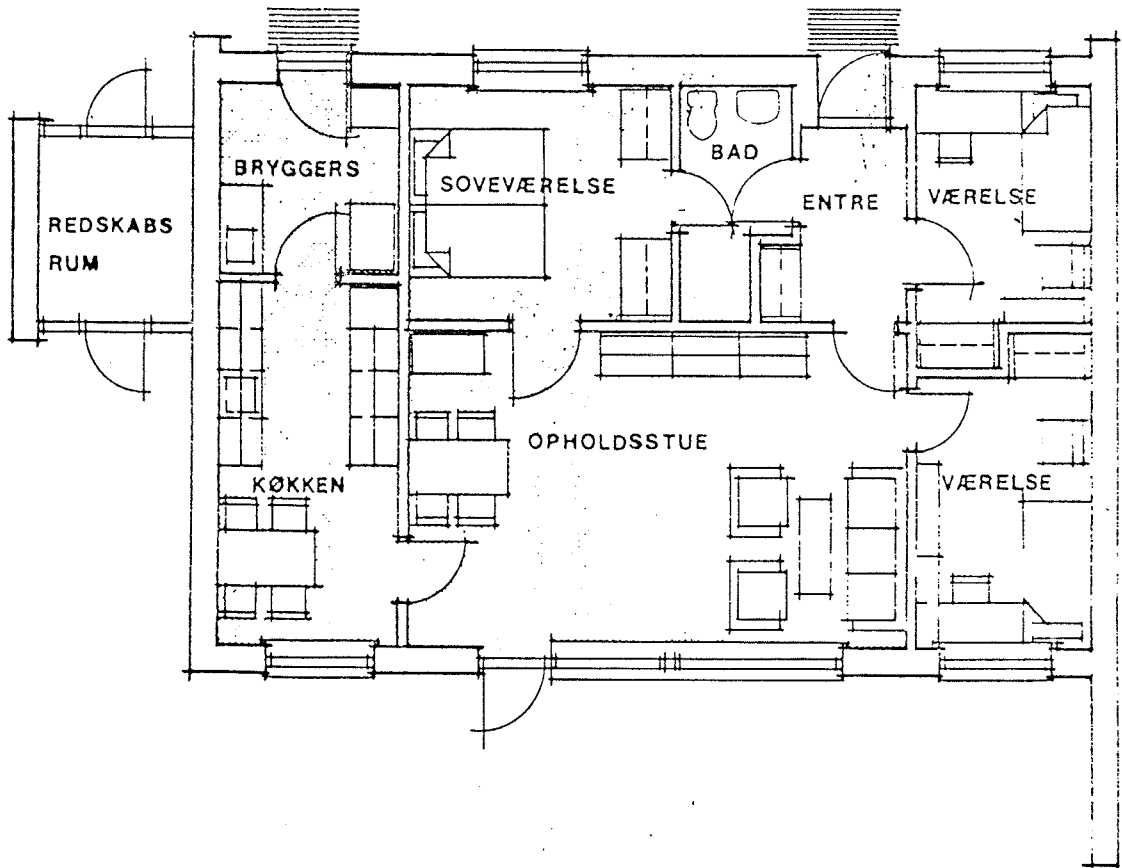 BRYGGERS
SOVEVÆRELSE
BAD
ENTRE
VÆRELSE
REDSKABS
RUM
OPHOLDSSTUE
KØKKEN
VÆRELSE